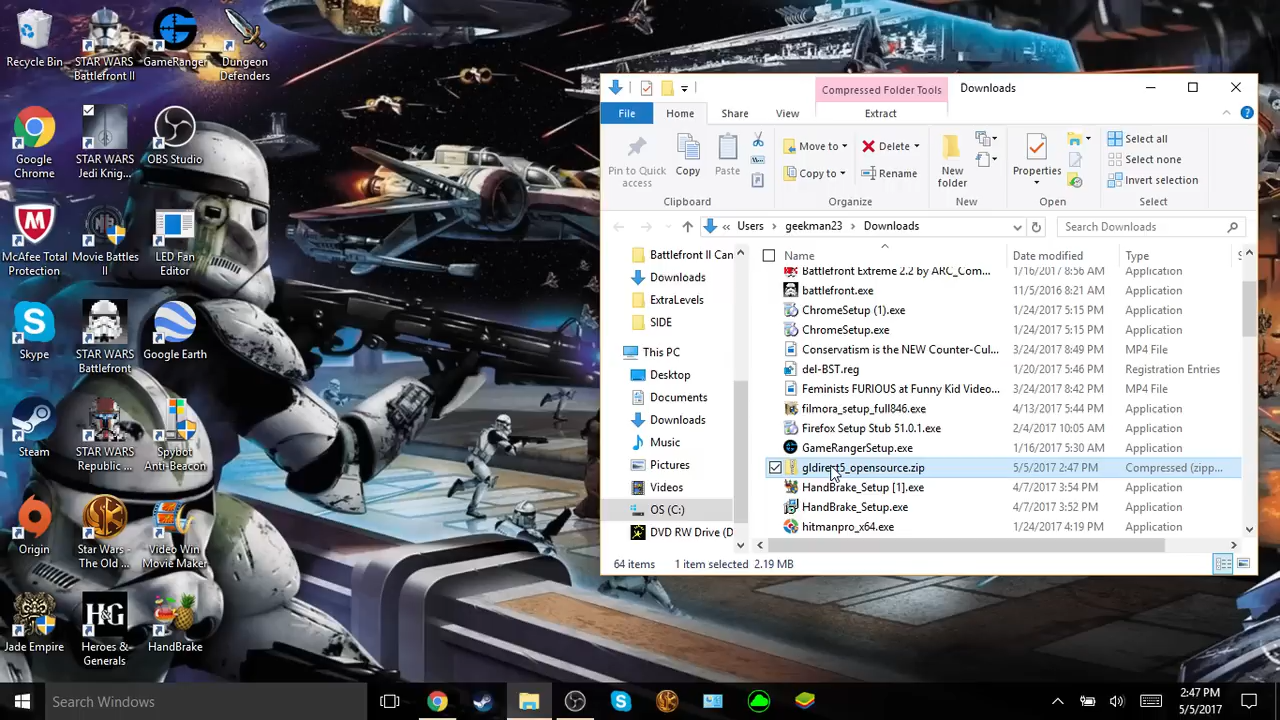 Recycle Bin
STAR WARS
Battlefront II
GameRanger
Dungeon
Defenders
Google
Chrome
STAR WARS
Jedi Knig...
OBS Studio
McAfee Total
Protection
Movie Battles
II
LED Fan
Editor
Skype
STAR WARS
Battlefront
Google Earth
Steam
STAR WARS
Republic ...
Spybot
Anti-Beacon
Origin
Star Wars -
The Old ...
Video Win
Movie Maker
Jade Empire
H&G
Heroes &
Generals
HandBrake
Compressed Folder Tools
Downloads
File
Home
Share
View
Extract
Pin to Quick
access
Copy
Paste
Move to
Copy to
Delete
Rename
New
folder
Properties
Select all
Select none
Invert selection
Clipboard
Organize
New
Open
Select
« Users
geekman23
Downloads
Search Downloads
Battlefront II Can
Downloads
ExtraLevels
SIDE
This PC
Desktop
Documents
Downloads
Music
Pictures
Videos
OS (C:)
DVD RW Drive (D
Name Date modified Type S
Battlefront Extreme 2.2 by ARC_Com... 1/16/2017 8:56 AM Application
battlefront.exe 11/5/2016 8:21 AM Application
ChromeSetup (1).exe 1/24/2017 5:15 PM Application
ChromeSetup.exe 1/24/2017 5:15 PM Application
Conservatism is the NEW Counter-Cul... 3/24/2017 8:49 PM MP4 File
del-BST.reg 1/20/2017 5:46 PM Registration Entries
Feminists FURIOUS at Funny Kid Video... 3/24/2017 8:42 PM MP4 File
filmora_setup_full846.exe 4/13/2017 5:44 PM Application
Firefox Setup Stub 51.0.1.exe 2/4/2017 10:05 AM Application
GameRangerSetup.exe 1/16/2017 5:30 AM Application
gldirect5_opensource.zip 5/5/2017 2:47 PM Compressed (zipp...
HandBrake_Setup [1].exe 4/7/2017 3:54 PM Application
HandBrake_Setup.exe 4/7/2017 3:52 PM Application
hitmanpro_x64.exe 1/24/2017 4:19 PM Application
64 items 1 item selected 2.19 MB
Search Windows
2:47 PM
5/5/2017